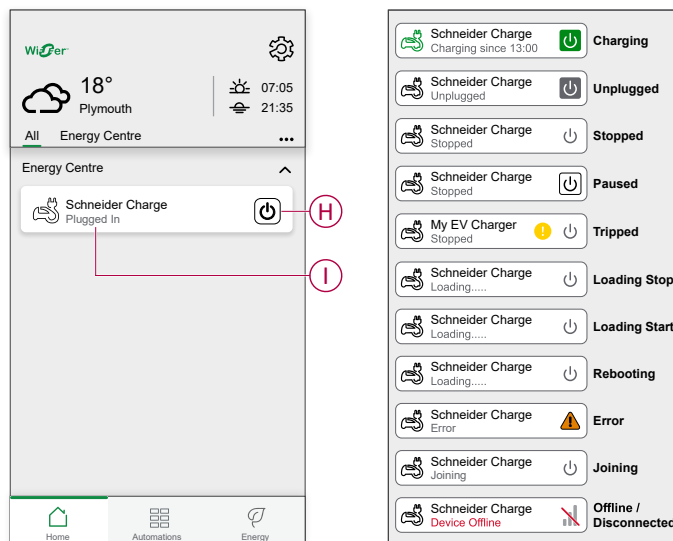 Wiser
18°
Plymouth
07:05
21:35
All Energy Centre
Energy Centre
Schneider Charge
Plugged In
H
I
Home Automations Energy
Schneider Charge
Charging since 13:00
Charging
Schneider Charge
Unplugged
Unplugged
Schneider Charge
Stopped
Stopped
Schneider Charge
Stopped
Paused
My EV Charger
Stopped
Tripped
Schneider Charge
Loading.....
Loading Stop
Schneider Charge
Loading.....
Loading Start
Schneider Charge
Loading.....
Rebooting
Schneider Charge
Error
Error
Schneider Charge
Joining
Joining
Schneider Charge
Device Offline
Offline /
Disconnected